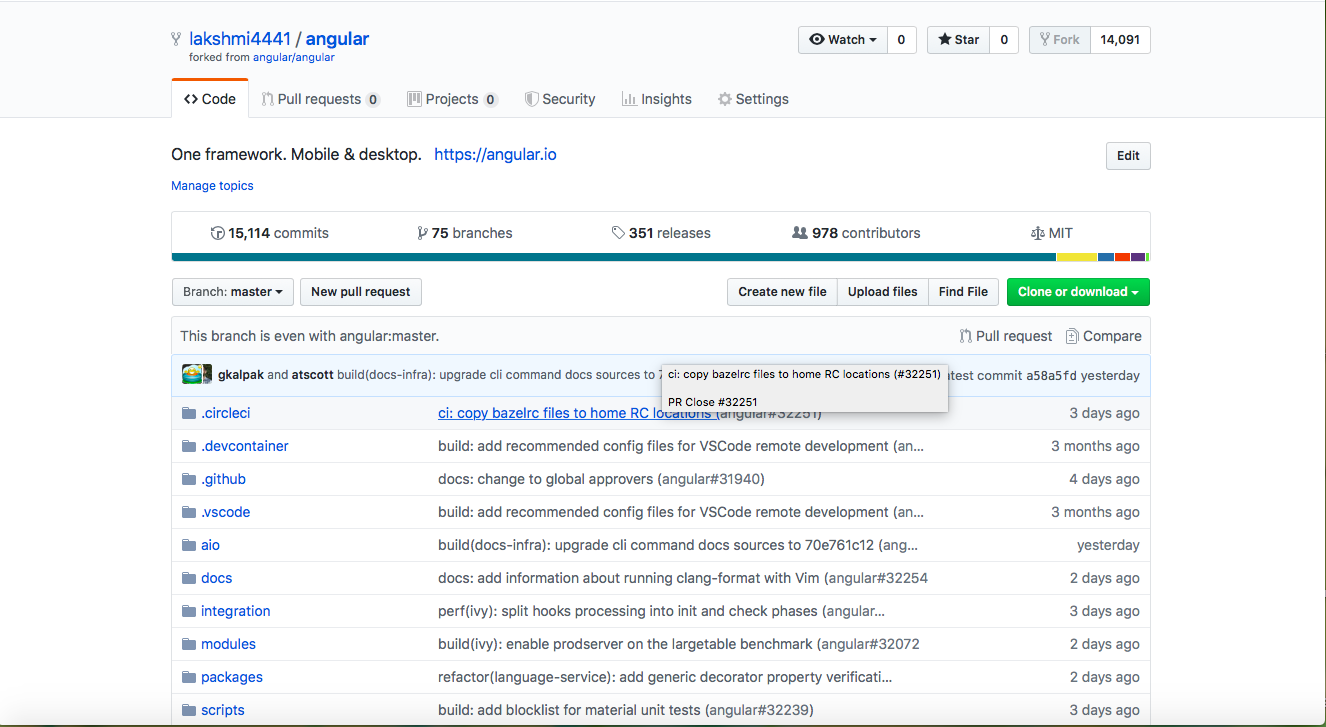 lakshmi4441 / angular
Watch 0 Star 0 Fork 14,091
forked from angular/angular
Code Pull requests 0 Projects 0 Security Insights Settings
One framework. Mobile & desktop. https://angular.io
Edit
Manage topics
15,114 commits 75 branches 351 releases 978 contributors MIT
Branch: master New pull request Create new file Upload files Find File Clone or download
This branch is even with angular:master. Pull request Compare
gkalpak and atscott build(docs-infra): upgrade cli command docs sources to commit a58a5fd yesterday
ci: copy bazelrc files to home RC locations (#32251)
PR Close #32251
.circleci ci: copy bazelrc files to home RC locations (angular#32251) 3 days ago
.devcontainer build: add recommended config files for VSCode remote development (an... 3 months ago
.github docs: change to global approvers (angular#31940) 4 days ago
.vscode build: add recommended config files for VSCode remote development (an... 3 months ago
aio build(docs-infra): upgrade cli command docs sources to 70e761c12 (ang... yesterday
docs docs: add information about running clang-format with Vim (angular#32254 2 days ago
integration perf(ivy): split hooks processing into init and check phases (angular... 3 days ago
modules build(ivy): enable prodserver on the largetable benchmark (angular#32072 2 days ago
packages refactor(language-service): add generic decorator property verificati... 2 days ago
scripts build: add blocklist for material unit tests (angular#32239) 3 days ago